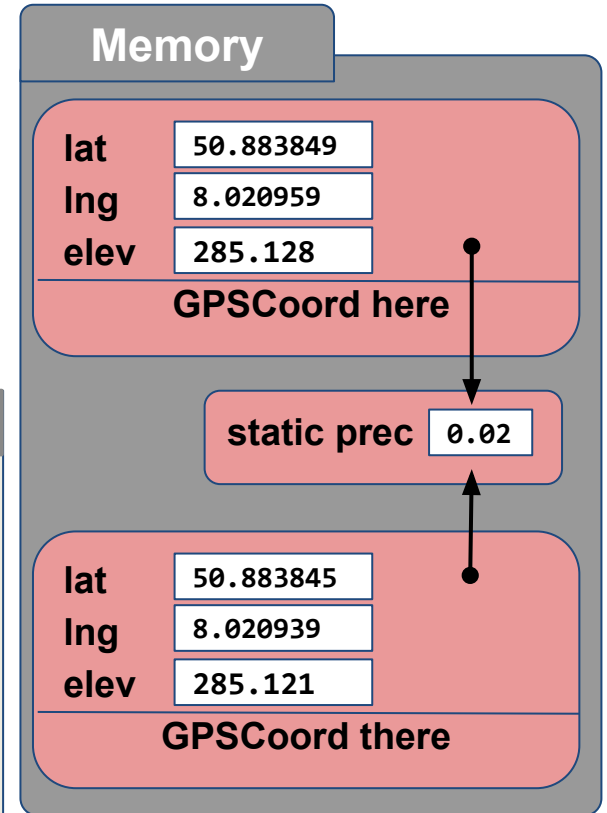 Memory
lat 50.883849
lng 8.020959
elev 285.128
GPSCoord here
static prec 0.02
lat 50.883845
lng 8.020939
elev 285.121
GPSCoord there